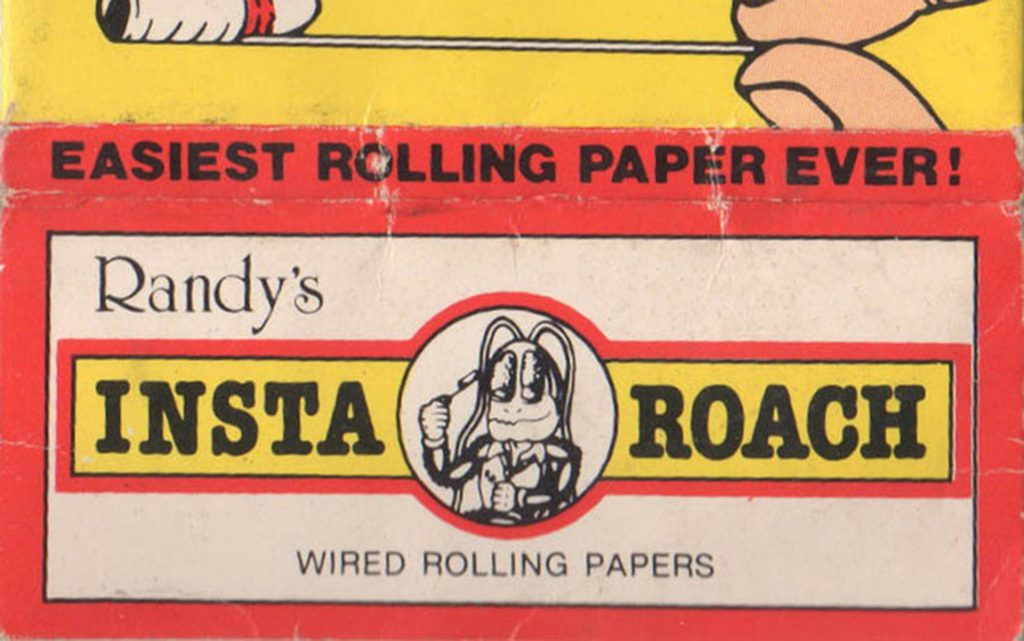 EASIEST ROLLING PAPER EVER!
Randy's
INSTA ROACH
WIRED ROLLING PAPERS